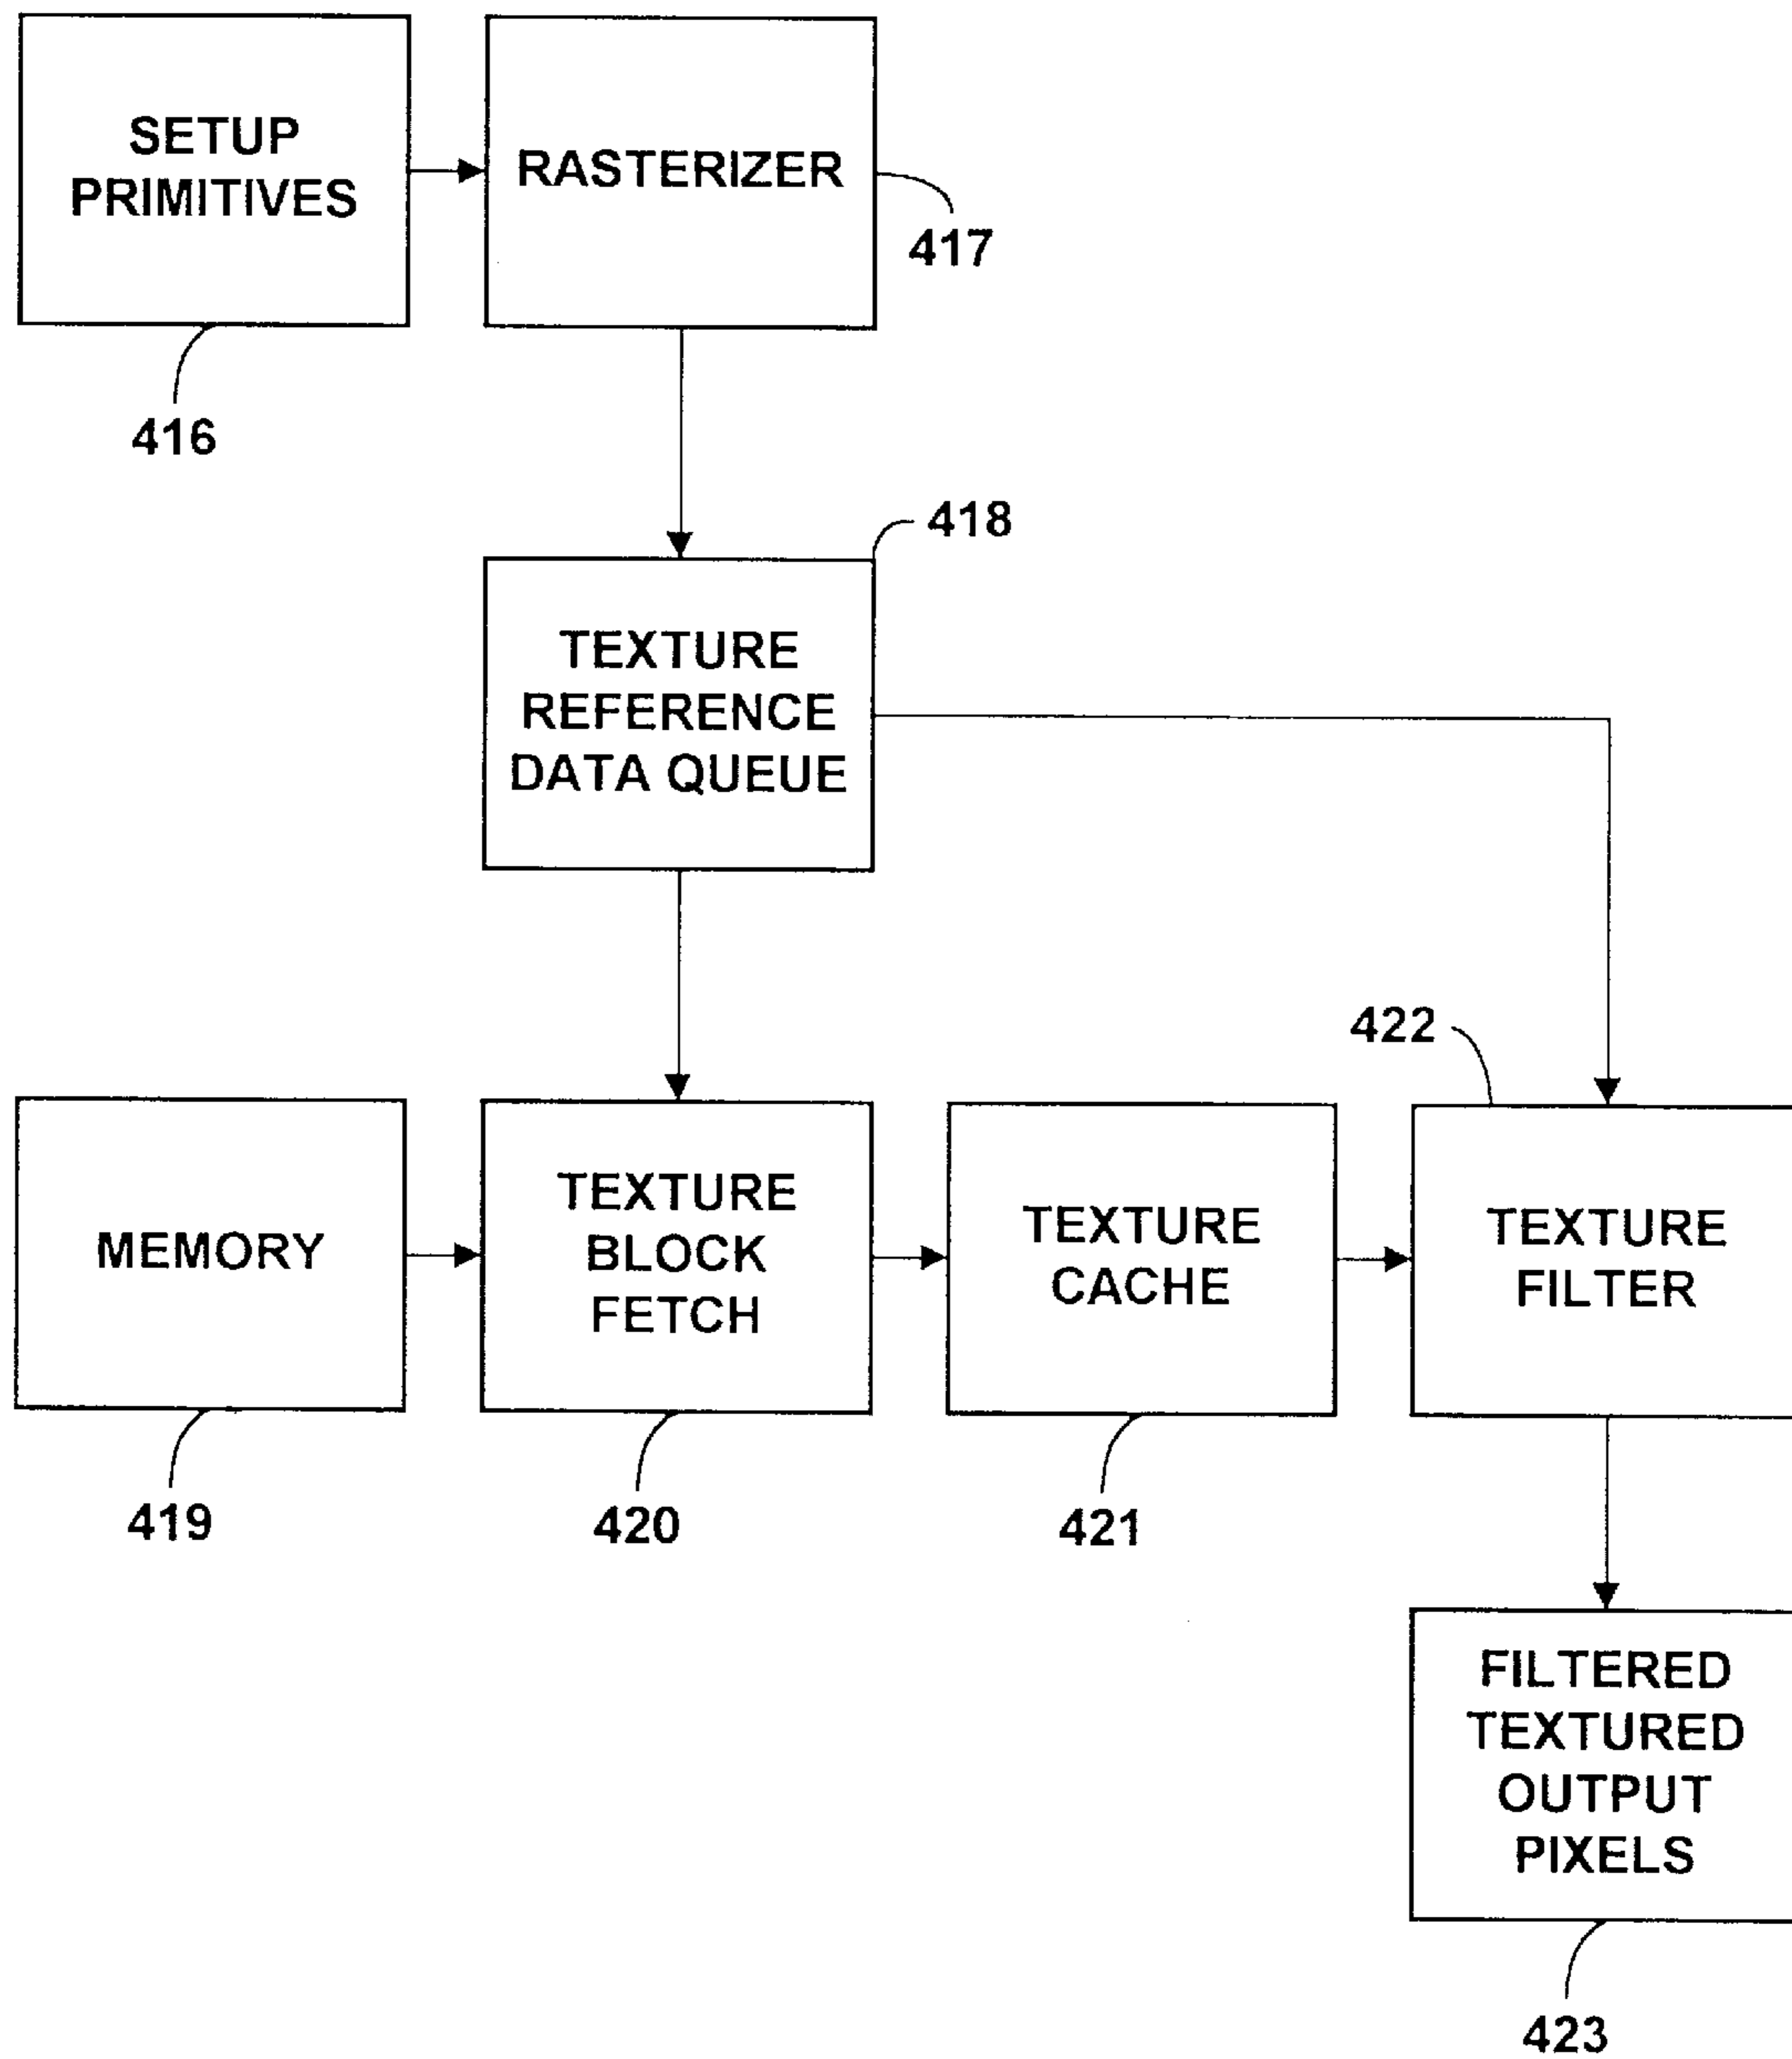 SETUP
PRIMITIVES
RASTERIZER
417
416
418
TEXTURE
REFERENCE
DATA QUEUE
422
MEMORY
TEXTURE
BLOCK
FETCH
TEXTURE
CACHE
TEXTURE
FILTER
419
420
421
FILTERED
TEXTURED
OUTPUT
PIXELS
423